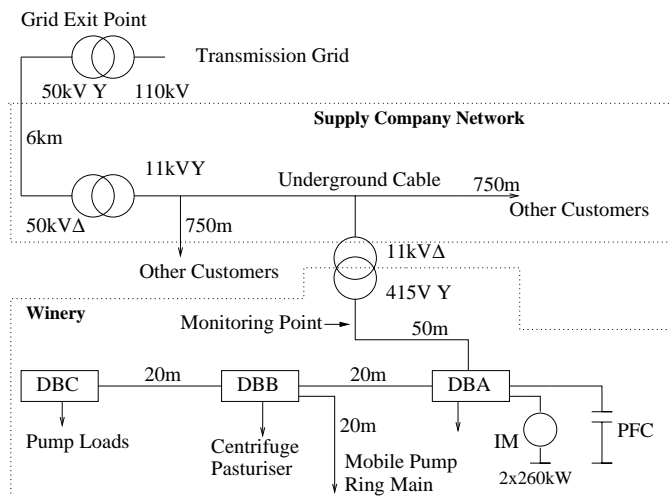 Grid Exit Point
Transmission Grid
50kV Y
110kV
Supply Company Network
6km
11kVY
Underground Cable
750m
50kVΔ
750m
Other Customers
Other Customers
11kVΔ
415V Y
Winery
Monitoring Point
50m
DBC
20m
DBB
20m
DBA
20m
Pump Loads
Centrifuge
Pasturiser
Mobile Pump
Ring Main
IM
2x260kW
PFC